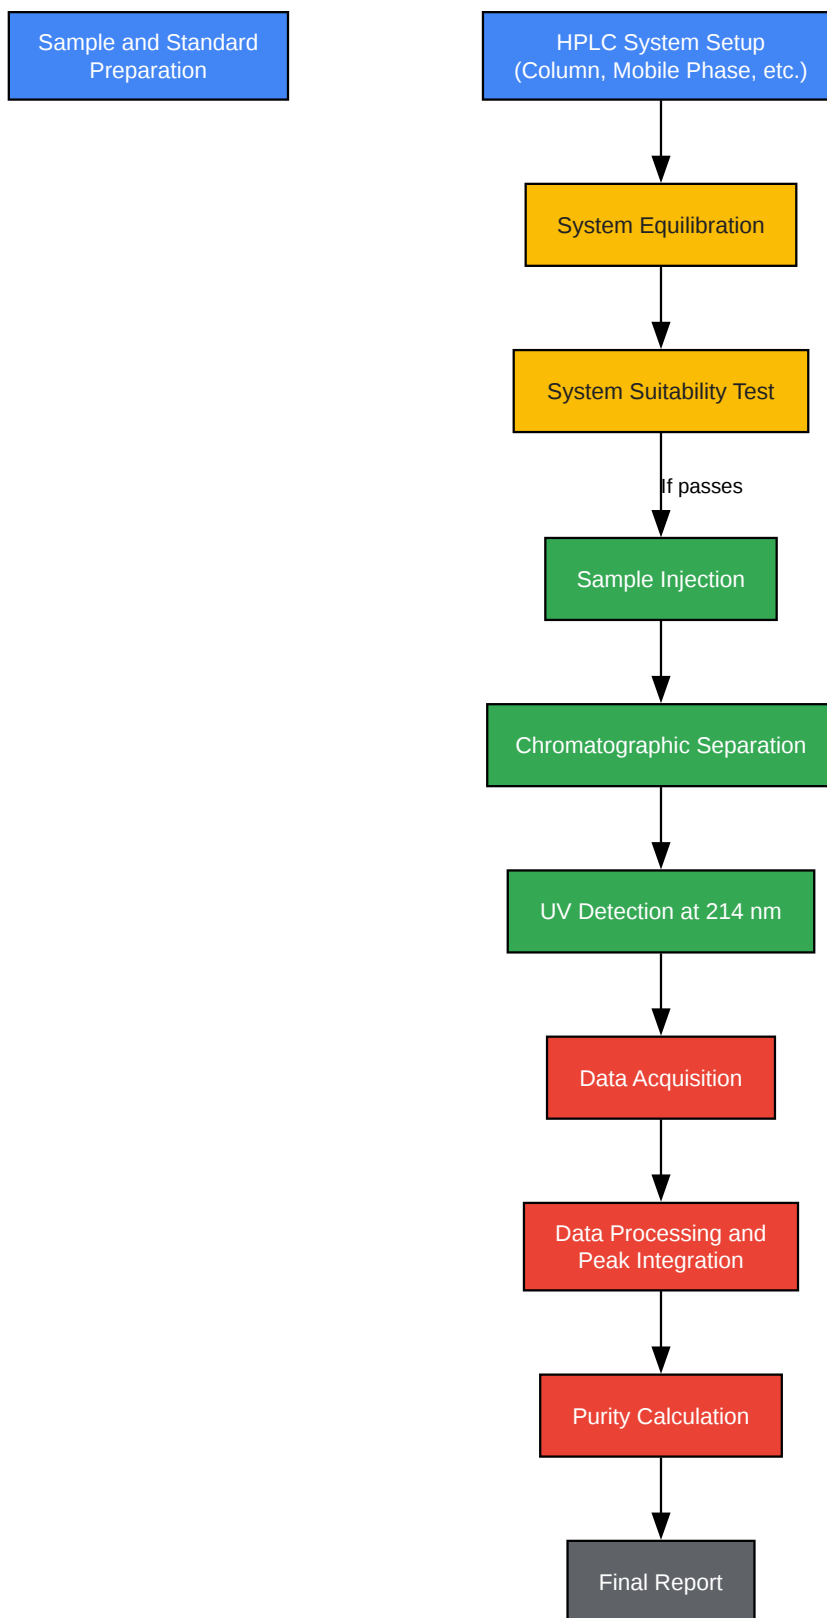 Sample and Standard
Preparation
HPLC System Setup
(Column, Mobile Phase, etc.)
System Equilibration
System Suitability Test
If passes
Sample Injection
Chromatographic Separation
UV Detection at 214 nm
Data Acquisition
Data Processing and
Peak Integration
Purity Calculation
Final Report